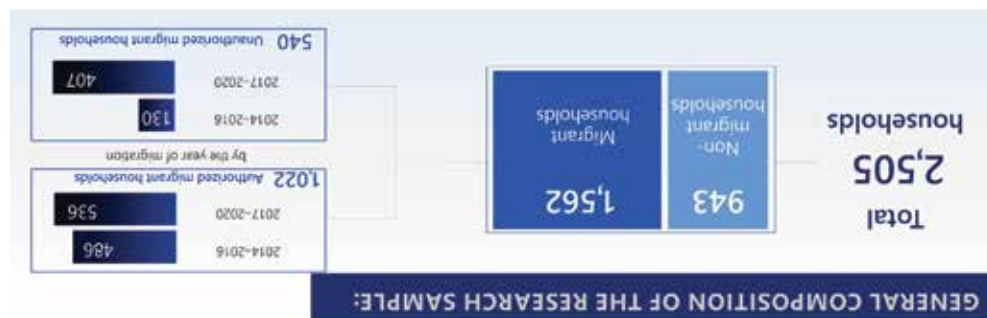 GENERAL COMPOSITION OF THE RESEARCH SAMPLE:
Total
2,505
households
943
Non-
migrant
households
1,562
Migrant
households
2014-2016
486
2017-2020
536
1,022 Authorized migrant households
by the year of migration
2014-2016
130
2017-2020
407
540 Unauthorized migrant household